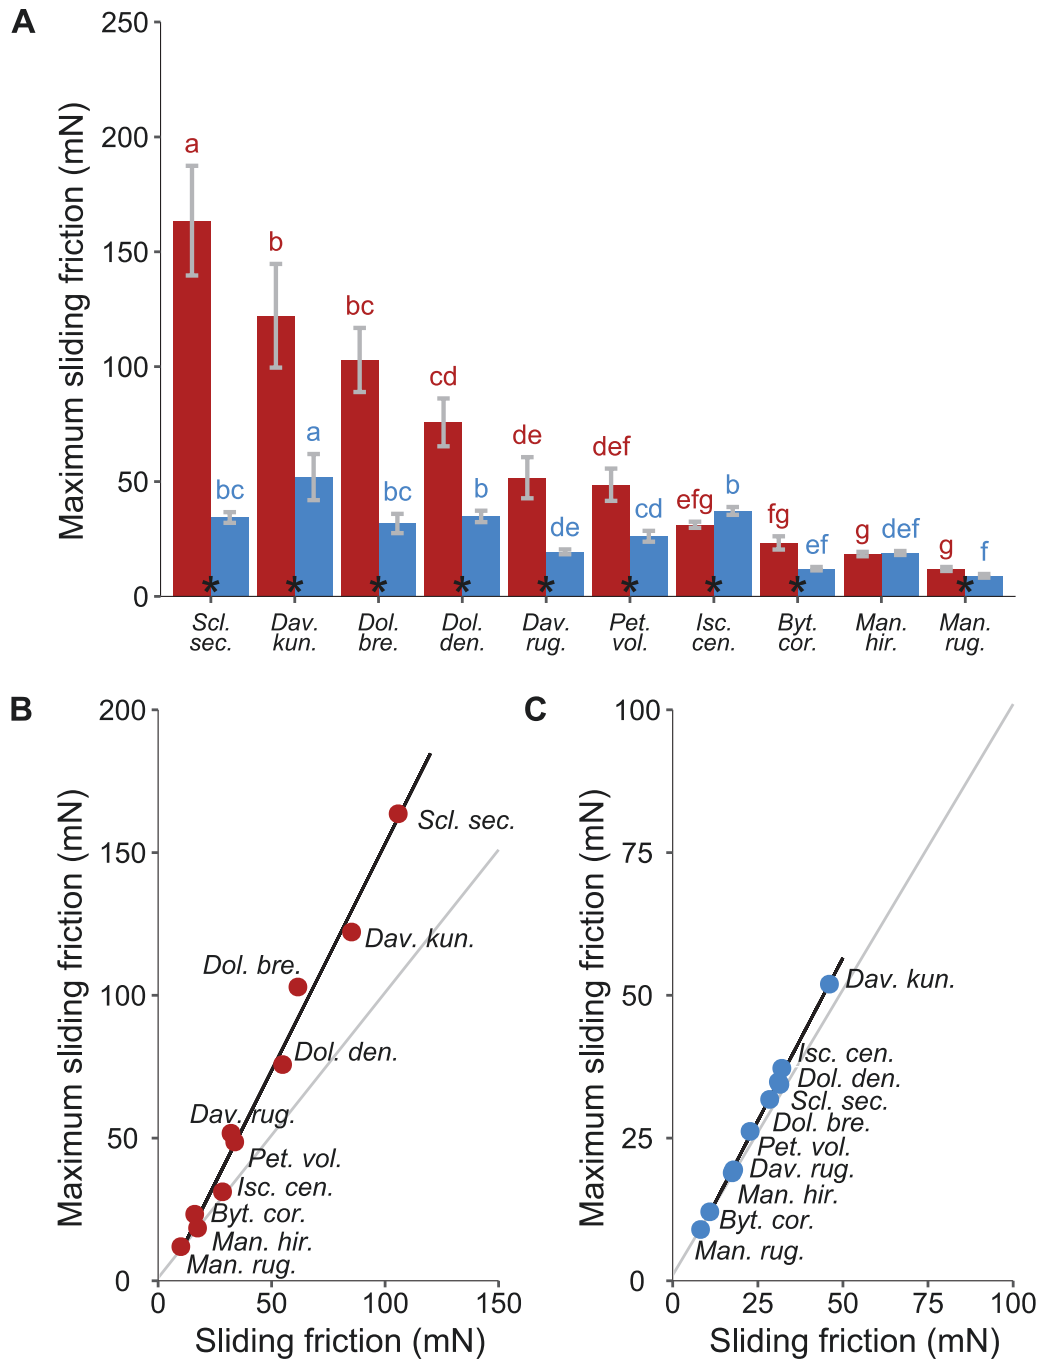 A
Maximum sliding friction (mN)
250
200
150
100
50
0
a
b
bc
cd
de
def
efg
fg
g
g
bc
a
bc
b
de
cd
b
ef
def
f
* * * * * * * * *
Scl. sec.
Dav. kun.
Dol. bre.
Dol. den.
Dav. rug.
Pet. vol.
Isc. cen.
Byt. cor.
Man. hir.
Man. rug.
B
Maximum sliding friction (mN)
200
150
100
50
0
Scl. sec.
Dav. kun.
Dol. bre.
Dol. den.
Dav. rug.
Pet. vol.
Isc. cen.
Byt. cor.
Man. hir.
Man. rug.
0 50 100 150
Sliding friction (mN)
C
Maximum sliding friction (mN)
100
75
50
25
0
Dav. kun.
Isc. cen.
Dol. den.
Scl. sec.
Dol. bre.
Pet. vol.
Dav. rug.
Man. hir.
Byt. cor.
Man. rug.
0 25 50 75 100
Sliding friction (mN)